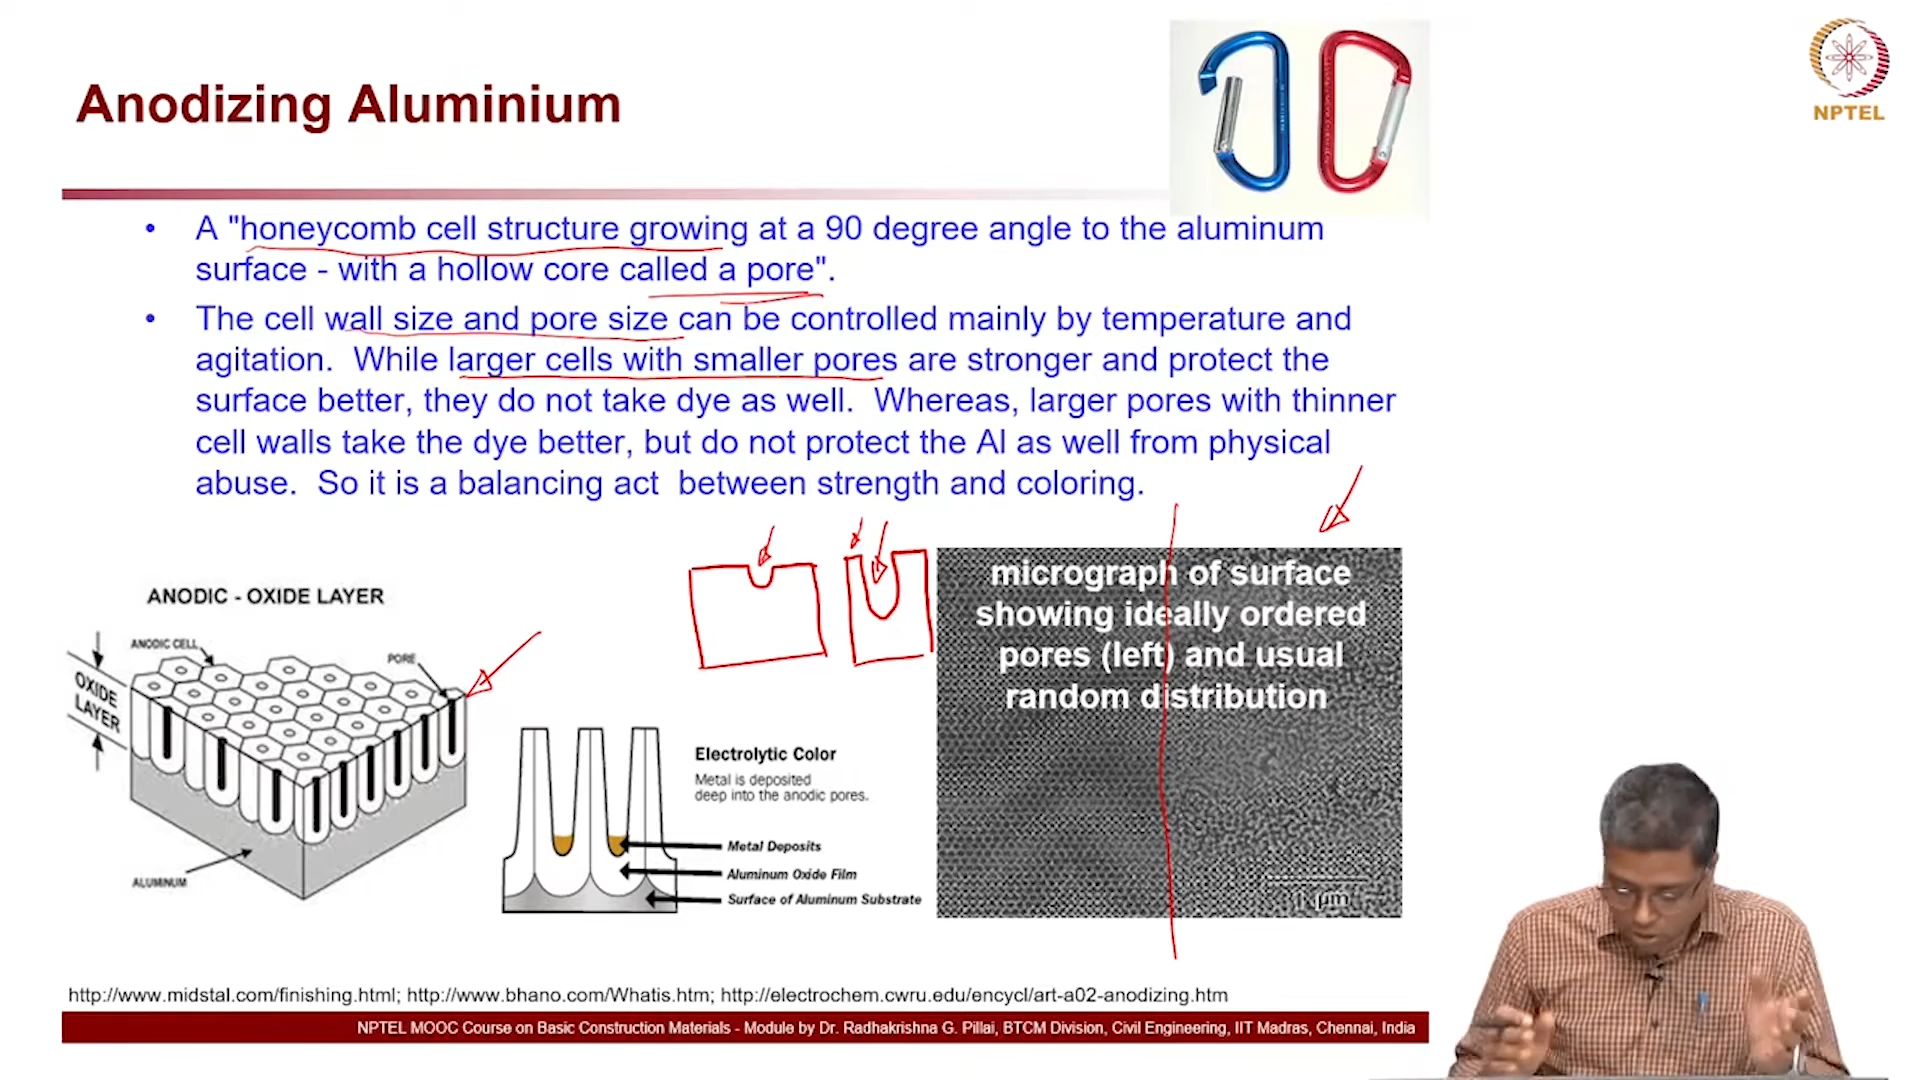 NPTEL
Anodizing Aluminium
• A "honeycomb cell structure growing at a 90 degree angle to the aluminum
surface - with a hollow core called a pore".
• The cell wall size and pore size can be controlled mainly by temperature and
agitation. While larger cells with smaller pores are stronger and protect the
surface better, they do not take dye as well. Whereas, larger pores with thinner
cell walls take the dye better, but do not protect the Al as well from physical
abuse. So it is a balancing act between strength and coloring.
ANODIC - OXIDE LAYER
ANODIC CELL
PORE
OXIDE
LAYER
ALUMINUM
Electrolytic Color
Metal is deposited
deep into the anodic pores.
Metal Deposits
Aluminum Oxide Film
Surface of Aluminum Substrate
micrograph of surface
showing ideally ordered
pores (left) and usual
random distribution
1 µm
http://www.midstal.com/finishing.html; http://www.bhano.com/Whatis.htm; http://electrochem.cwru.edu/encycl/art-a02-anodizing.htm
NPTEL MOOC Course on Basic Construction Materials - Module by Dr. Radhakrishna G. Pillai, BTCM Division, Civil Engineering, IIT Madras, Chennai, India